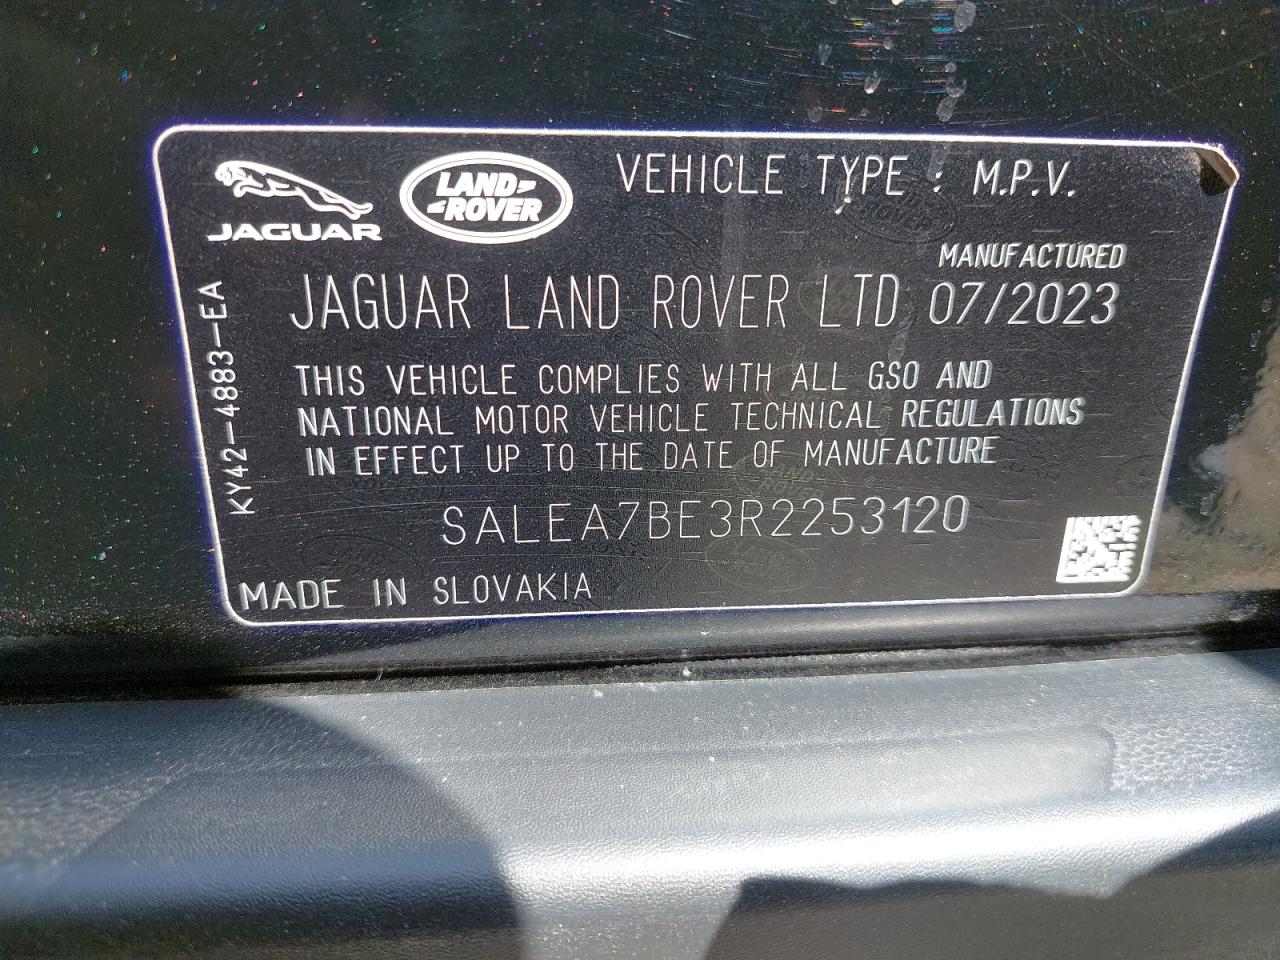 JAGUAR
LAND-
-ROVER
VEHICLE TYPE : M.P.V.
MANUFACTURED
JAGUAR LAND ROVER LTD 07/2023
THIS VEHICLE COMPLIES WITH ALL GSO AND
NATIONAL MOTOR VEHICLE TECHNICAL REGULATIONS
IN EFFECT UP TO THE DATE OF MANUFACTURE
SALEA7BE3R2253120
MADE IN SLOVAKIA
KY42-4883-EA